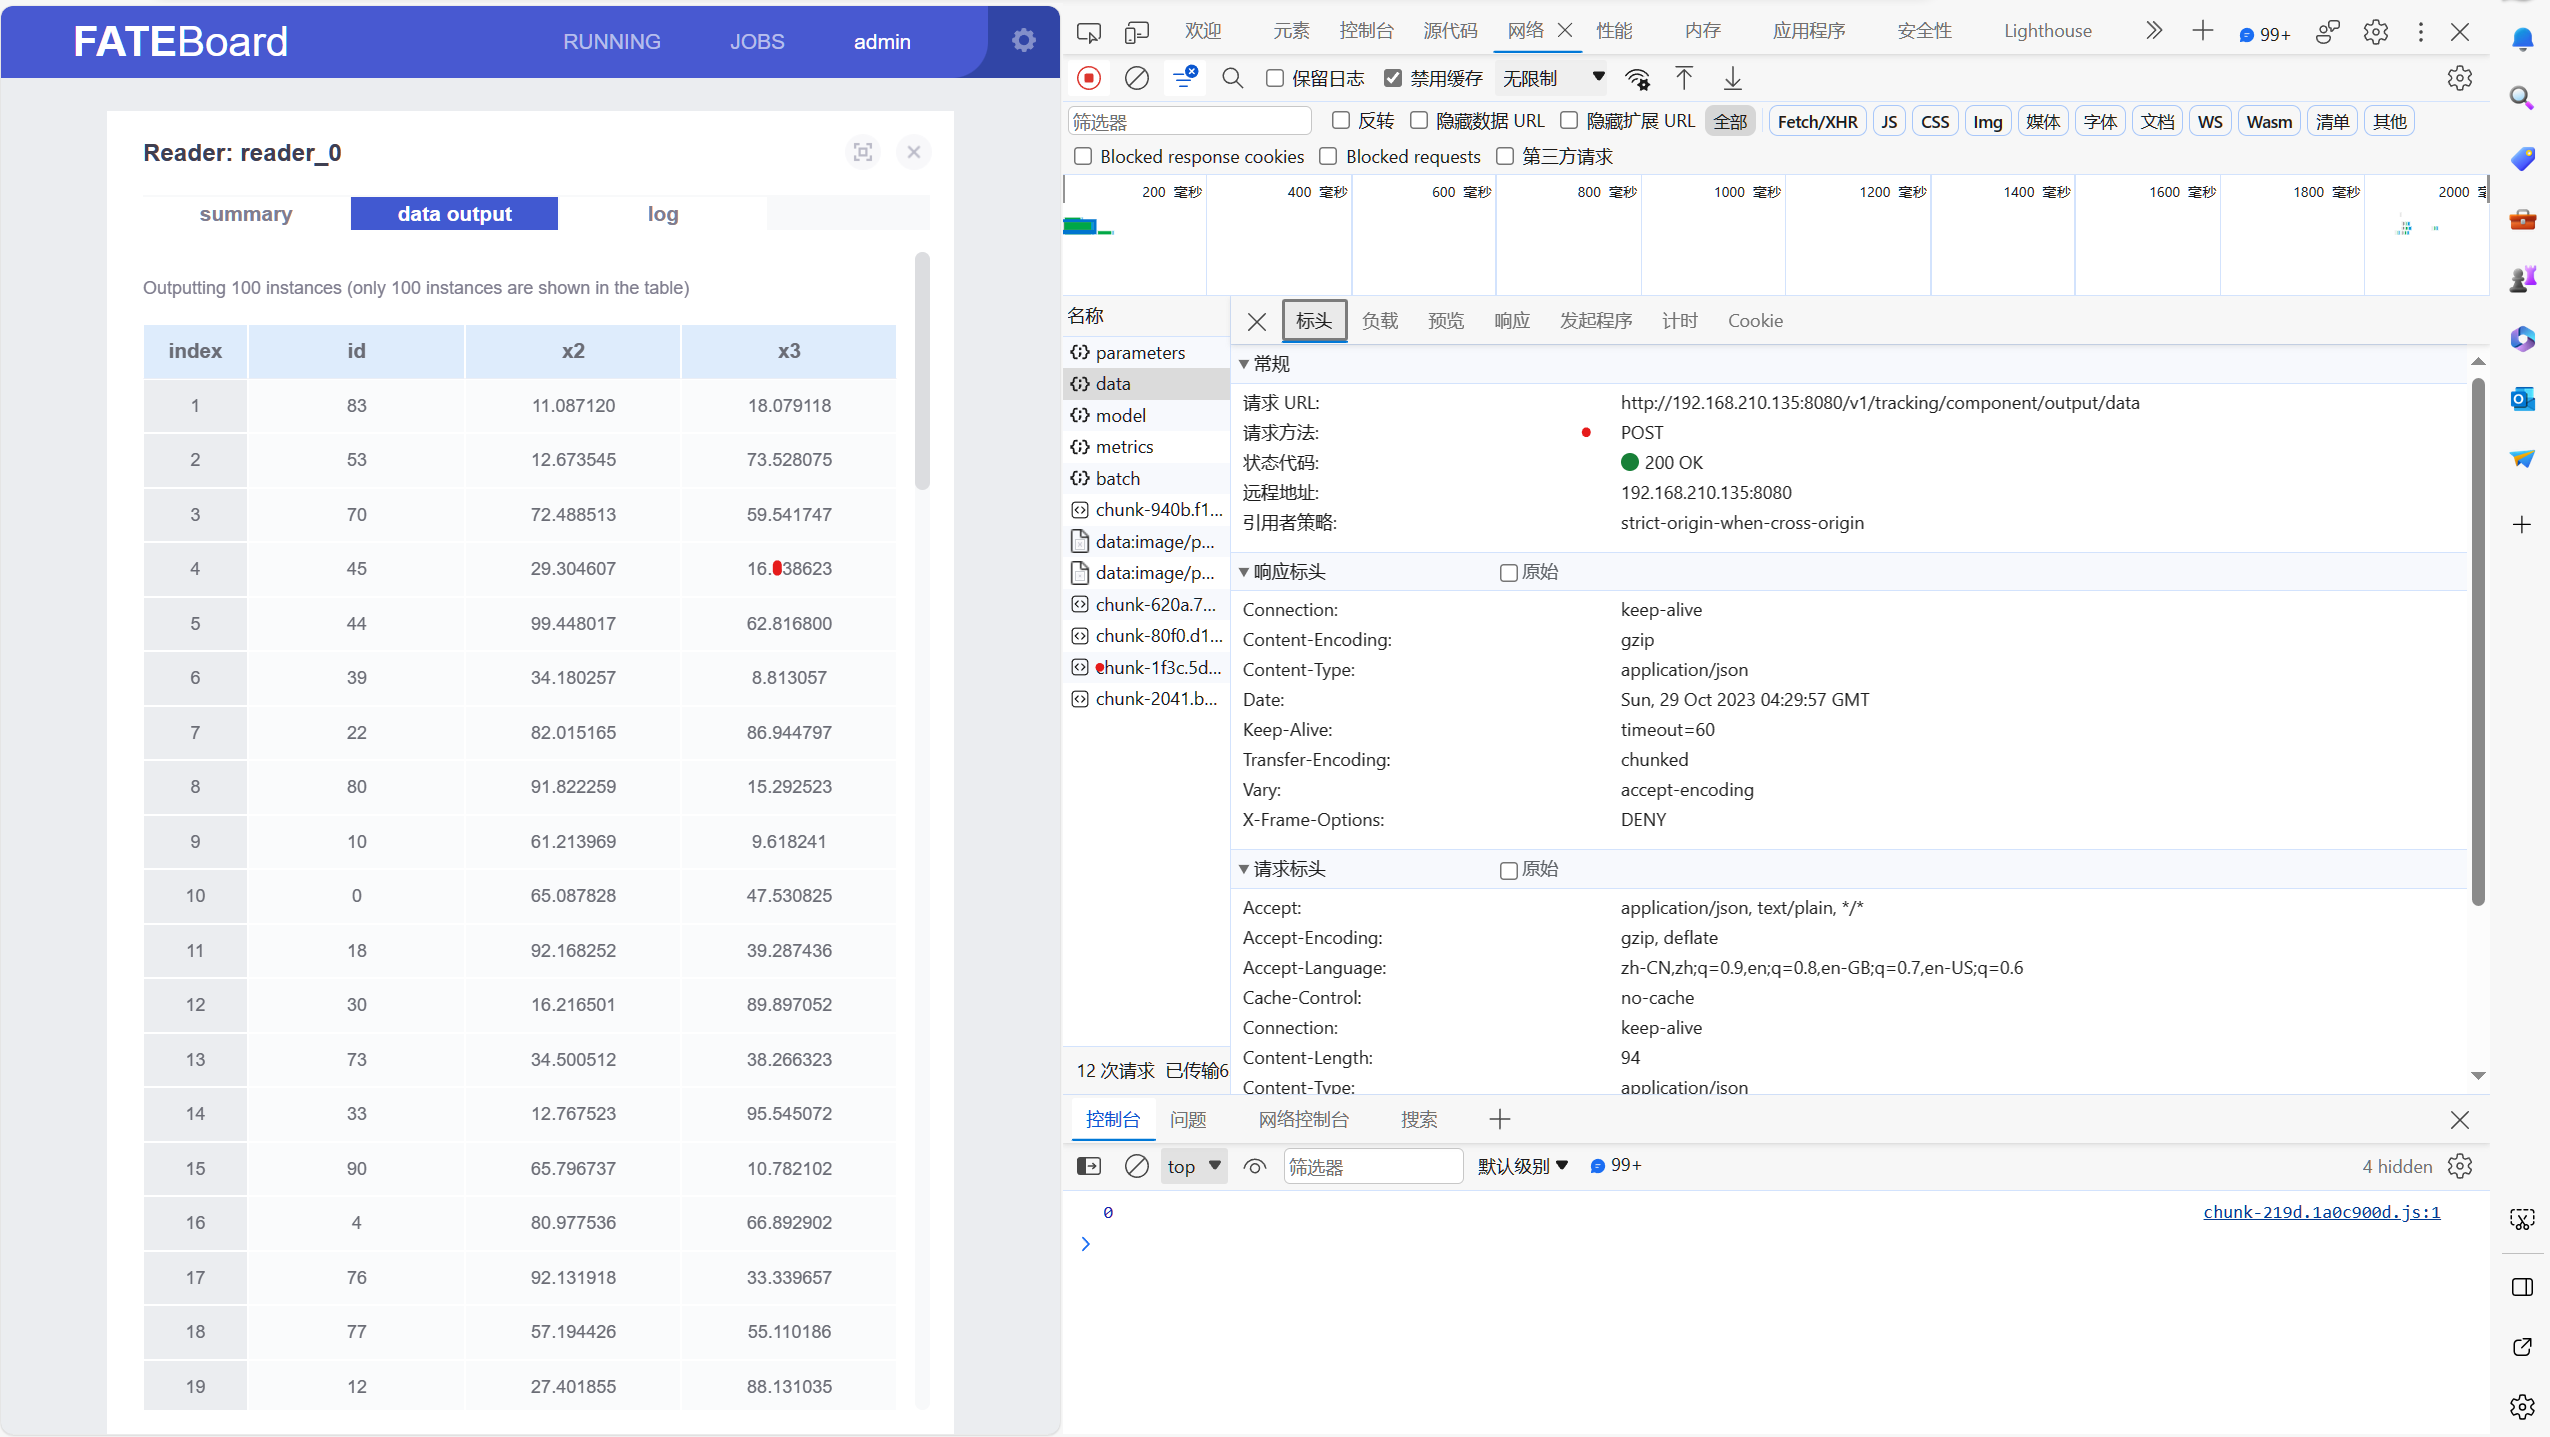 FATEBoard RUNNING JOBS admin
Reader: reader_0
summary data output log
Outputting 100 instances (only 100 instances are shown in the table)
index id x2 x3
1 83 11.087120 18.079118
2 53 12.673545 73.528075
3 70 72.488513 59.541747
4 45 29.304607 16. 38623
5 44 99.448017 62.816800
6 39 34.180257 8.813057
7 22 82.015165 86.944797
8 80 91.822259 15.292523
9 10 61.213969 9.618241
10 0 65.087828 47.530825
11 18 92.168252 39.287436
12 30 16.216501 89.897052
13 73 34.500512 38.266323
14 33 12.767523 95.545072
15 90 65.796737 10.782102
16 4 80.977536 66.892902
17 76 92.131918 33.339657
18 77 57.194426 55.110186
19 12 27.401855 88.131035
欢迎 元素 控制台 源代码 网络 性能 内存 应用程序 安全性 Lighthouse 99+
保留日志 禁用缓存 无限制
筛选器 反转 隐藏数据 URL 隐藏扩展 URL 全部 Fetch/XHR JS CSS Img 媒体 字体 文档 WS Wasm 清单 其他
Blocked response cookies Blocked requests 第三方请求
200 毫秒 400 毫秒 600 毫秒 800 毫秒 1000 毫秒 1200 毫秒 1400 毫秒 1600 毫秒 1800 毫秒 2000
名称
parameters
data
model
metrics
batch
chunk-940b.f1...
data:image/p...
data:image/p...
chunk-620a.7...
chunk-80f0.d1...
hunk-1f3c.5d...
chunk-2041.b...
12 次请求 已传输6
标头 负载 预览 响应 发起程序 计时 Cookie
常规
请求 URL: http://192.168.210.135:8080/v1/tracking/component/output/data
请求方法: POST
状态代码: 200 OK
远程地址: 192.168.210.135:8080
引用者策略: strict-origin-when-cross-origin
响应标头 原始
Connection: keep-alive
Content-Encoding: gzip
Content-Type: application/json
Date: Sun, 29 Oct 2023 04:29:57 GMT
Keep-Alive: timeout=60
Transfer-Encoding: chunked
Vary: accept-encoding
X-Frame-Options: DENY
请求标头 原始
Accept: application/json, text/plain, */*
Accept-Encoding: gzip, deflate
Accept-Language: zh-CN,zh;q=0.9,en;q=0.8,en-GB;q=0.7,en-US;q=0.6
Cache-Control: no-cache
Connection: keep-alive
Content-Length: 94
Content-Type: application/json
控制台 问题 网络控制台 搜索
top 筛选器 默认级别 99+ 4 hidden
0 chunk-219d.1a0c900d.js:1